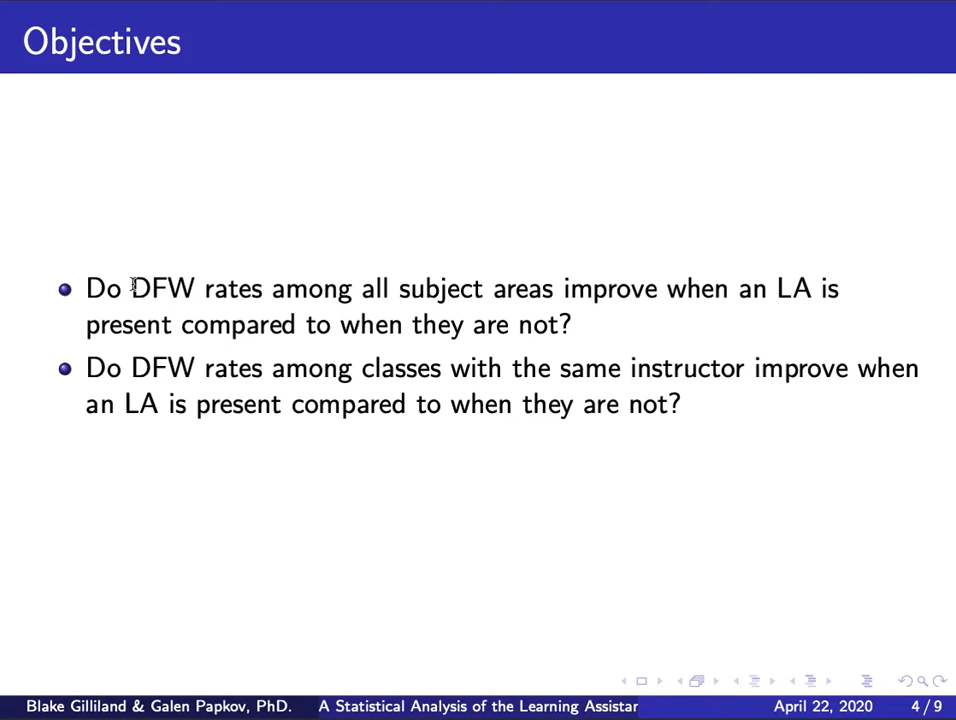 Objectives
Do DFW rates among all subject areas improve when an LA is
present compared to when they are not?
Do DFW rates among classes with the same instructor improve when
an LA is present compared to when they are not?
Blake Gilliland & Galen Papkov, PhD. A Statistical Analysis of the Learning Assistar April 22, 2020 4 / 9